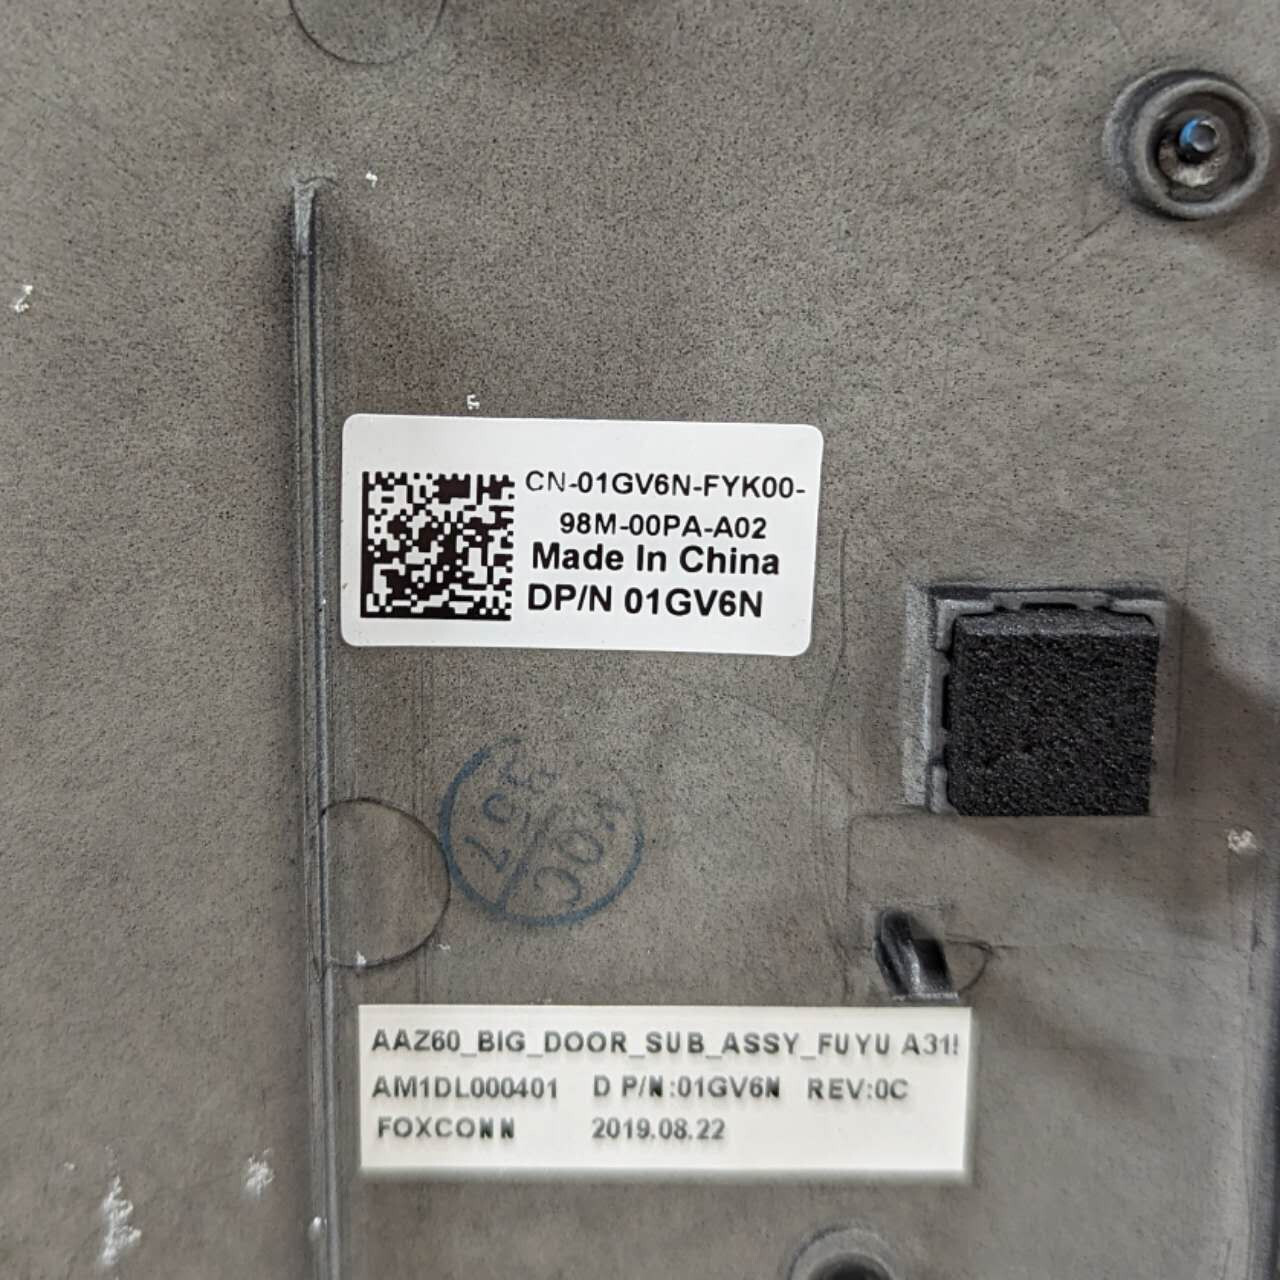 CN-01GV6N-FYK00-
98M-00PA-A02
Made In China
DP/N 01GV6N
AAZ60_BIG_DOOR_SUB_ASSY_FUYU
AM1DL000401 D P/N:01GV6N REV:0C
FOXCONN 2019.08.22